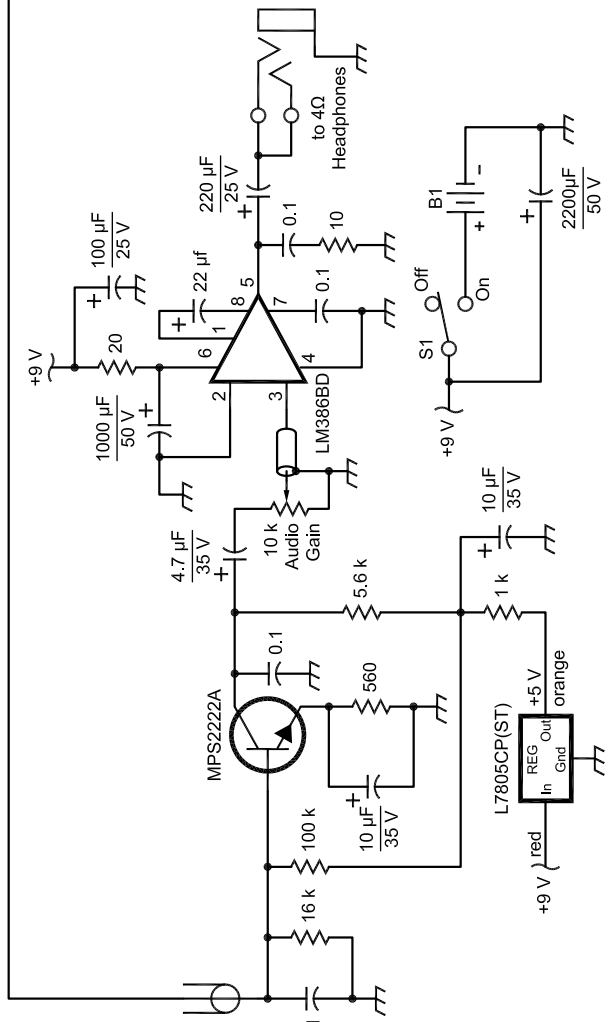 +9 V
100 µF
25 V
20
1000 µF
50 V
22 µf
220 µF
25 V
0.1
10
0.1
1
2
3
4
5
6
7
8
LM386BD
to 4Ω
Headphones
4.7 µF
35 V
10 k
Audio
Gain
B1
+
-
Off
On
S1
+9 V
2200µF
50 V
MPS2222A
0.1
5.6 k
560
10 µF
35 V
10 µF
35 V
1 k
100 k
16 k
L7805CP(ST)
REG
In
Out
Gnd
+5 V
orange
red
+9 V